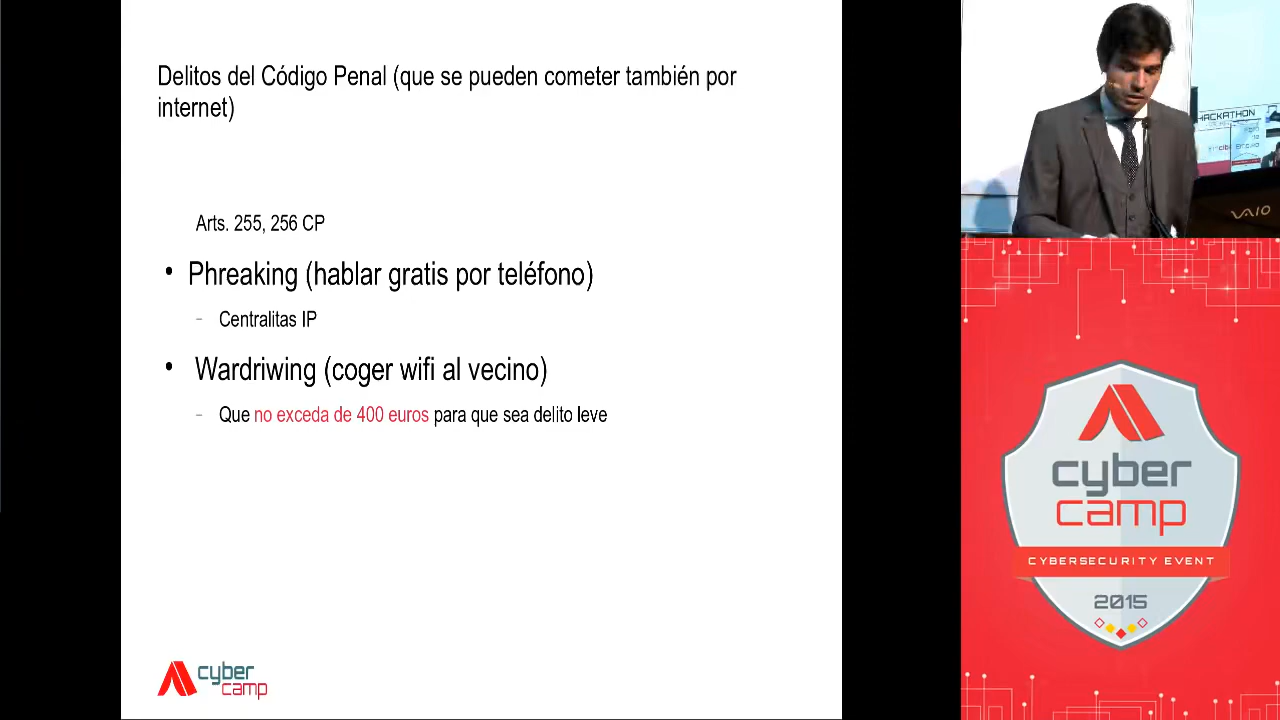 Delitos del Código Penal (que se pueden cometer también por
internet)
Arts. 255, 256 CP
• Phreaking (hablar gratis por teléfono)
- Centralitas IP
• Wardriwing (coger wifi al vecino)
- Que no exceda de 400 euros para que sea delito leve
cyber
camp
HACKATHON
VAIO
cyber
camp
CYBERSECURITY EVENT
2015